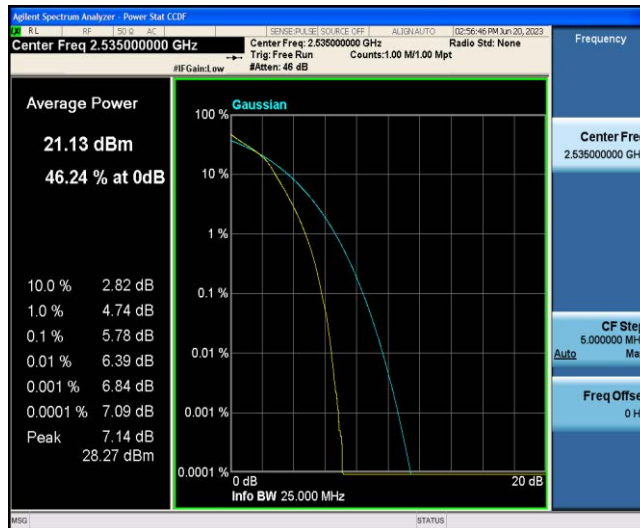 Agilent Spectrum Analyzer - Power Stat CCDF
RL RF 50 Ω AC SENSE:PULSE SOURCE OFF ALIGNAUTO 02:56:46 PM Jun 20, 2023
Center Freq 2.535000000 GHz
Center Freq: 2.535000000 GHz Radio Std: None
Trig: Free Run Counts:1.00 M/1.00 Mpt
#IFGain:Low #Atten: 46 dB
Frequency
Average Power
21.13 dBm
46.24 % at 0dB
10.0 % 2.82 dB
1.0 % 4.74 dB
0.1 % 5.78 dB
0.01 % 6.39 dB
0.001 % 6.84 dB
0.0001 % 7.09 dB
Peak 7.14 dB
28.27 dBm
Gaussian
100 %
10 %
1 %
0.1 %
0.01 %
0.001 %
0.0001 %
0 dB 20 dB
Info BW 25.000 MHz
Center Fre
2.535000000 GH
CF Step
5.000000 MH
Auto Ma
Freq Offse
0 H
MSG STATUS